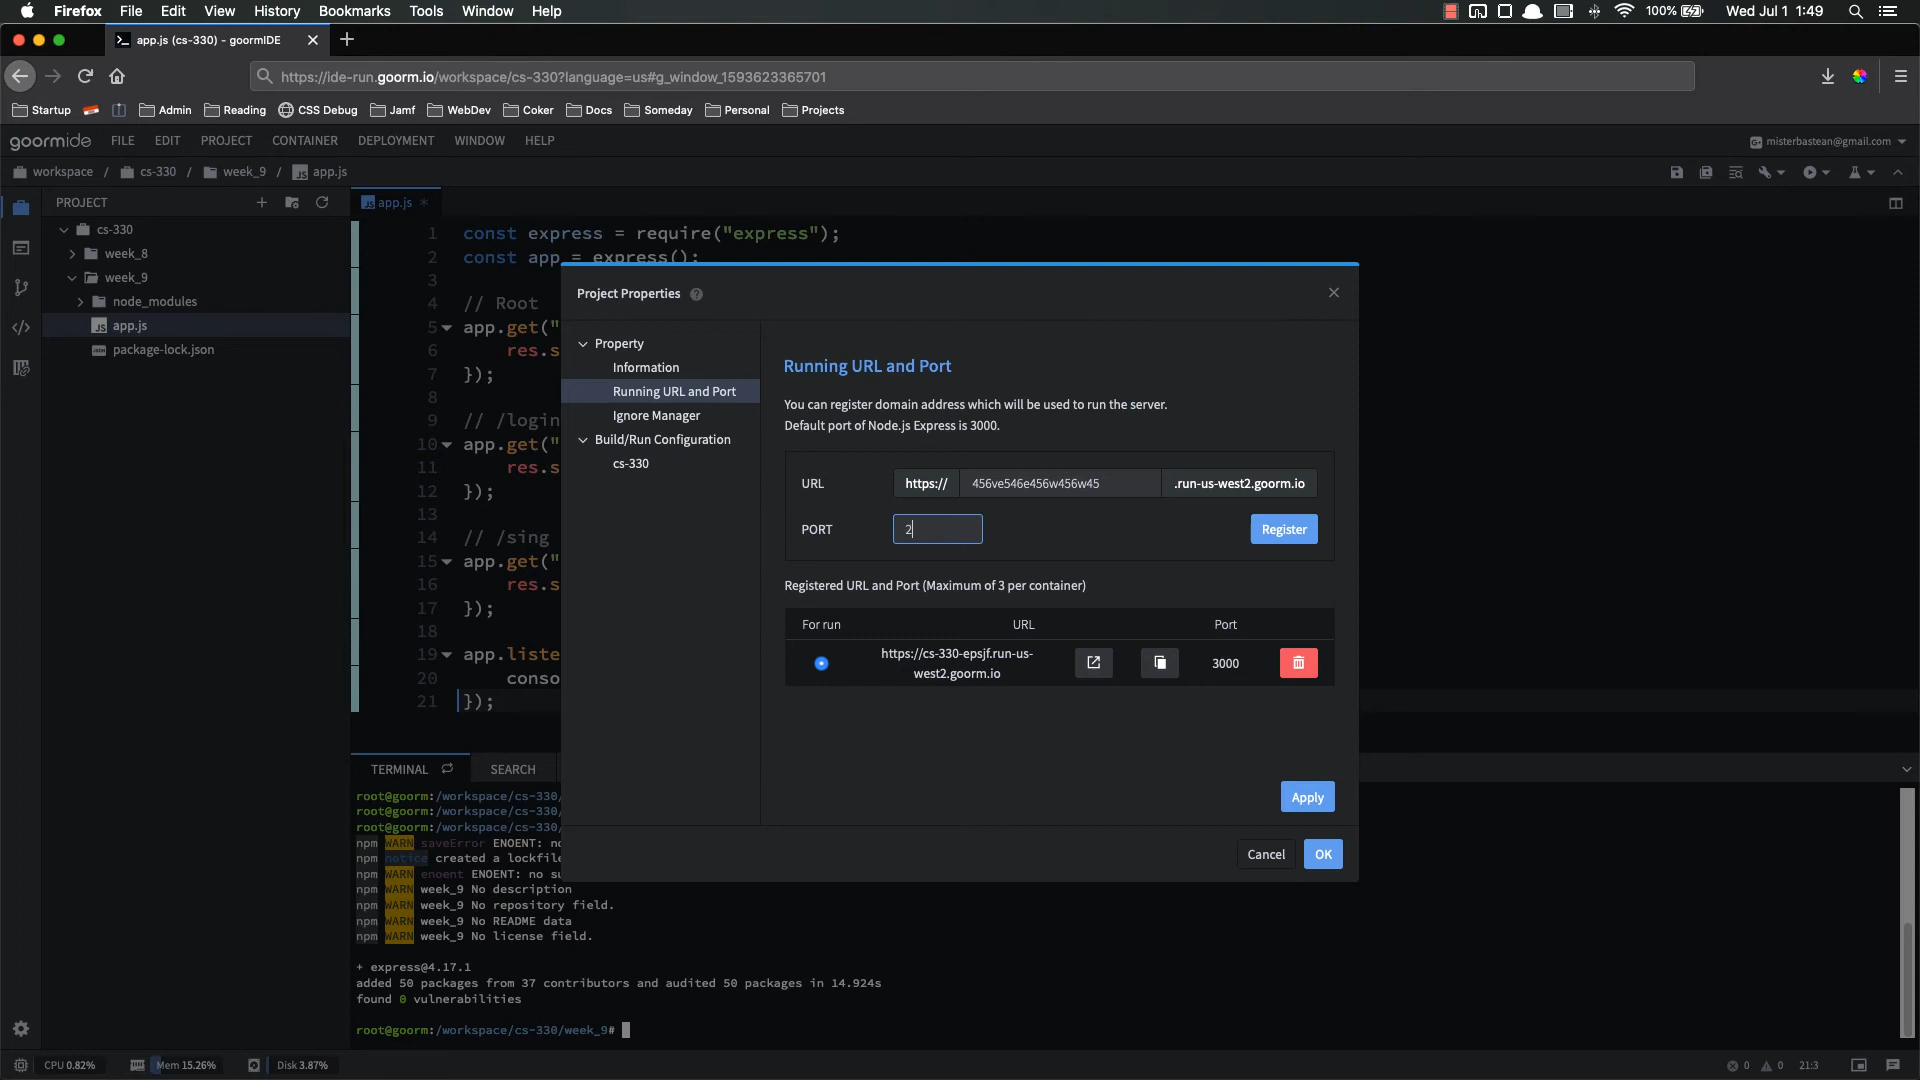 Firefox File Edit View History Bookmarks Tools Window Help 100% Wed Jul 1 1:49
app.js (cs-330) - goormIDE
https://ide-run.goorm.io/workspace/cs-330?language=us#g_window_1593623365701
Startup Admin Reading CSS Debug Jamf WebDev Coker Docs Someday Personal Projects
goormide FILE EDIT PROJECT CONTAINER DEPLOYMENT WINDOW HELP misterbastean@gmail.com
workspace / cs-330 / week_9 / JS app.js
PROJECT
cs-330
week_8
week_9
node_modules
JS app.js
package-lock.json
JS app.js *
1 const express = require("express");
2 const app = express();
3
4 // Root
5 app.get("
6 res.s
7 });
8
9 // /login
10 app.get("
11 res.s
12 });
13
14 // /sing
15 app.get("
16 res.s
17 });
18
19 app.liste
20 conso
21 });
Project Properties ?
Property
Information
Running URL and Port
Ignore Manager
Build/Run Configuration
cs-330
Running URL and Port
You can register domain address which will be used to run the server.
Default port of Node.js Express is 3000.
URL https:// 456ve546e456w456w45 .run-us-west2.goorm.io
PORT 2 Register
Registered URL and Port (Maximum of 3 per container)
For run URL Port
https://cs-330-epsjf.run-us-
west2.goorm.io
3000
Apply
Cancel OK
TERMINAL SEARCH
root@goorm:/workspace/cs-330/
root@goorm:/workspace/cs-330/
root@goorm:/workspace/cs-330/
npm WARN saveError ENOENT: no
npm notice created a lockfile
npm WARN enoent ENOENT: no su
npm WARN week_9 No description
npm WARN week_9 No repository field.
npm WARN week_9 No README data
npm WARN week_9 No license field.
+ express@4.17.1
added 50 packages from 37 contributors and audited 50 packages in 14.924s
found 0 vulnerabilities
root@goorm:/workspace/cs-330/week_9#
CPU 0.82% Mem 15.26% Disk 3.87% 0 0 21:3